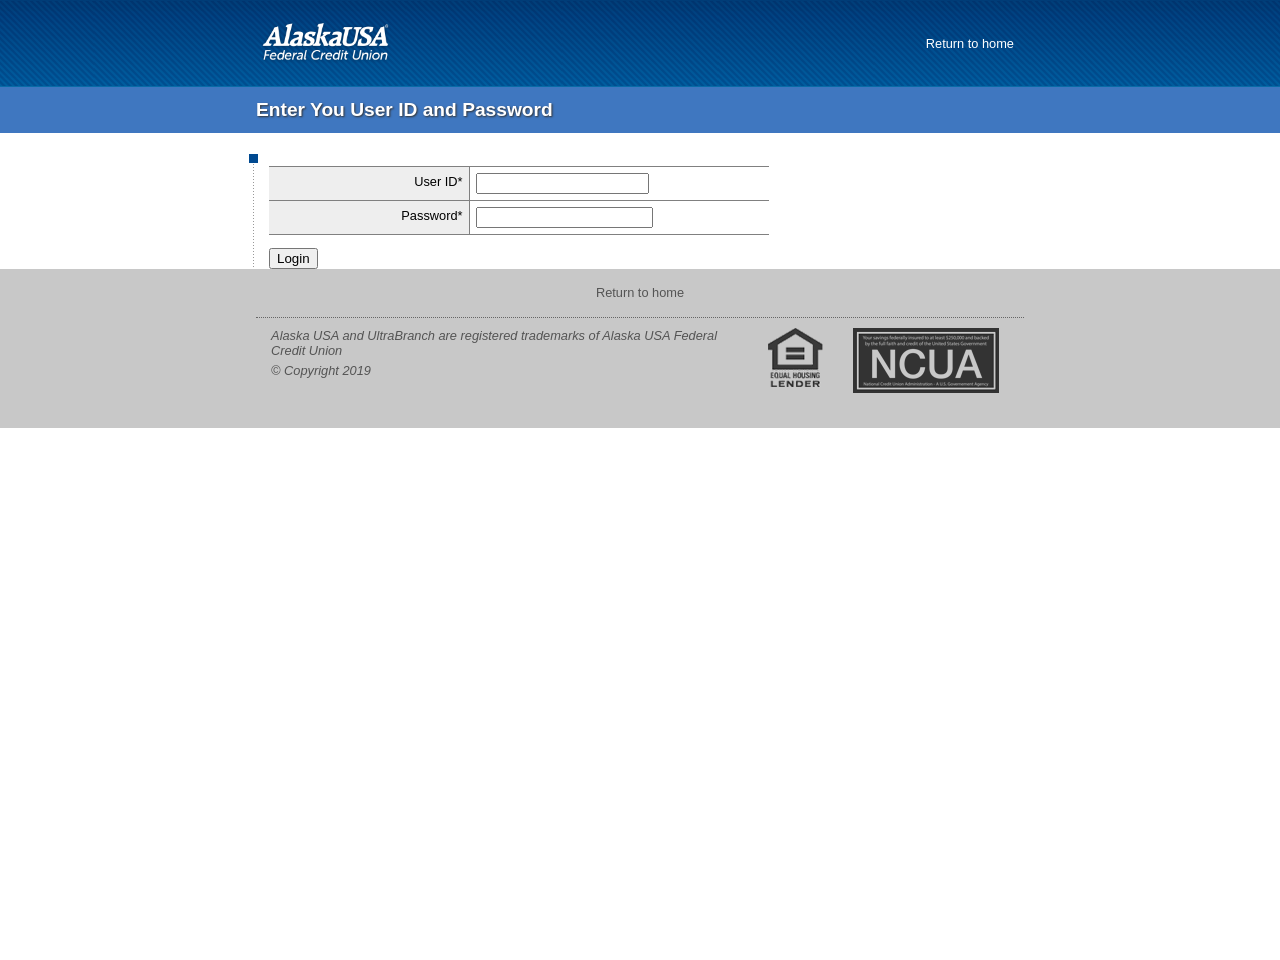 AlaskaUSA
Federal Credit Union
Return to home
Enter You User ID and Password
User ID*
Password*
Login
Return to home
Alaska USA and UltraBranch are registered trademarks of Alaska USA Federal
Credit Union
© Copyright 2019
EQUAL HOUSING
LENDER
Your savings federally insured to at least $250,000 and backed
by the full faith and credit of the United States Government
NCUA
National Credit Union Administration - A U.S. Government Agency